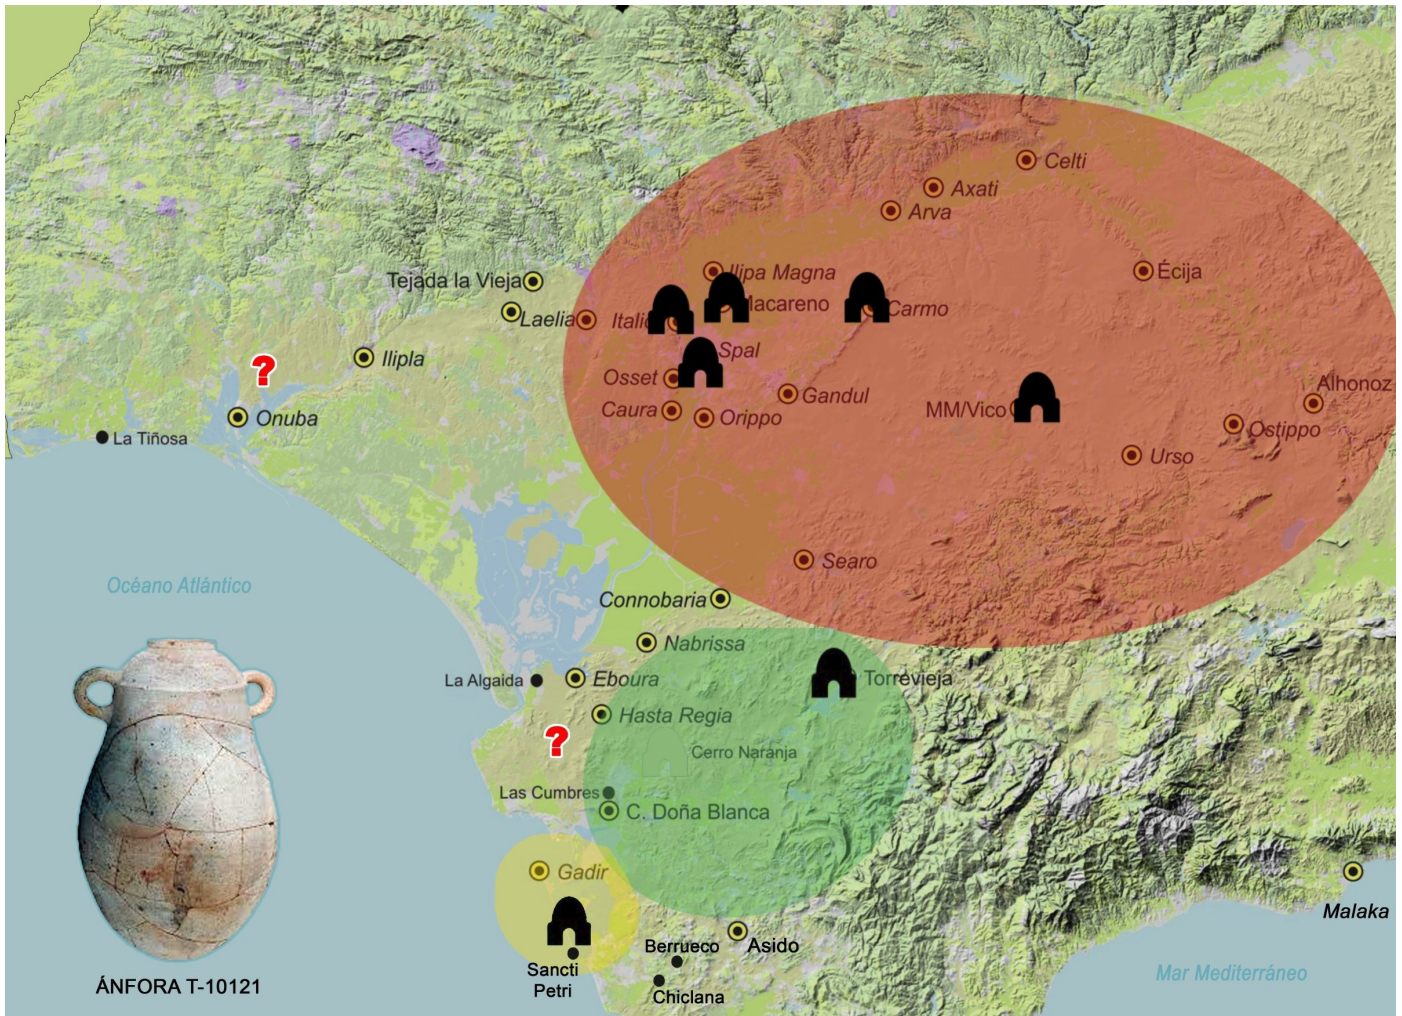 Celti
Axati
Arva
Ilipa Magna
Écija
Tejada la Vieja
Macareno
Carmo
Laelia
Italic
Spal
Ilipla
?
Osset
Gandul
Alhonoz
Caura
Orippo
MM/Vico
Ostippo
Onuba
La Tiñosa
Urso
Searo
Océano Atlántico
Connobaria
Nabrissa
La Algaida
Eboura
Torrevieja
Hasta Regia
?
Cerro Naranja
Las Cumbres
C. Doña Blanca
Gadir
Malaka
Berrueco
Asido
Sancti
Petri
Chiclana
Mar Mediterráneo
ÁNFORA T-10121